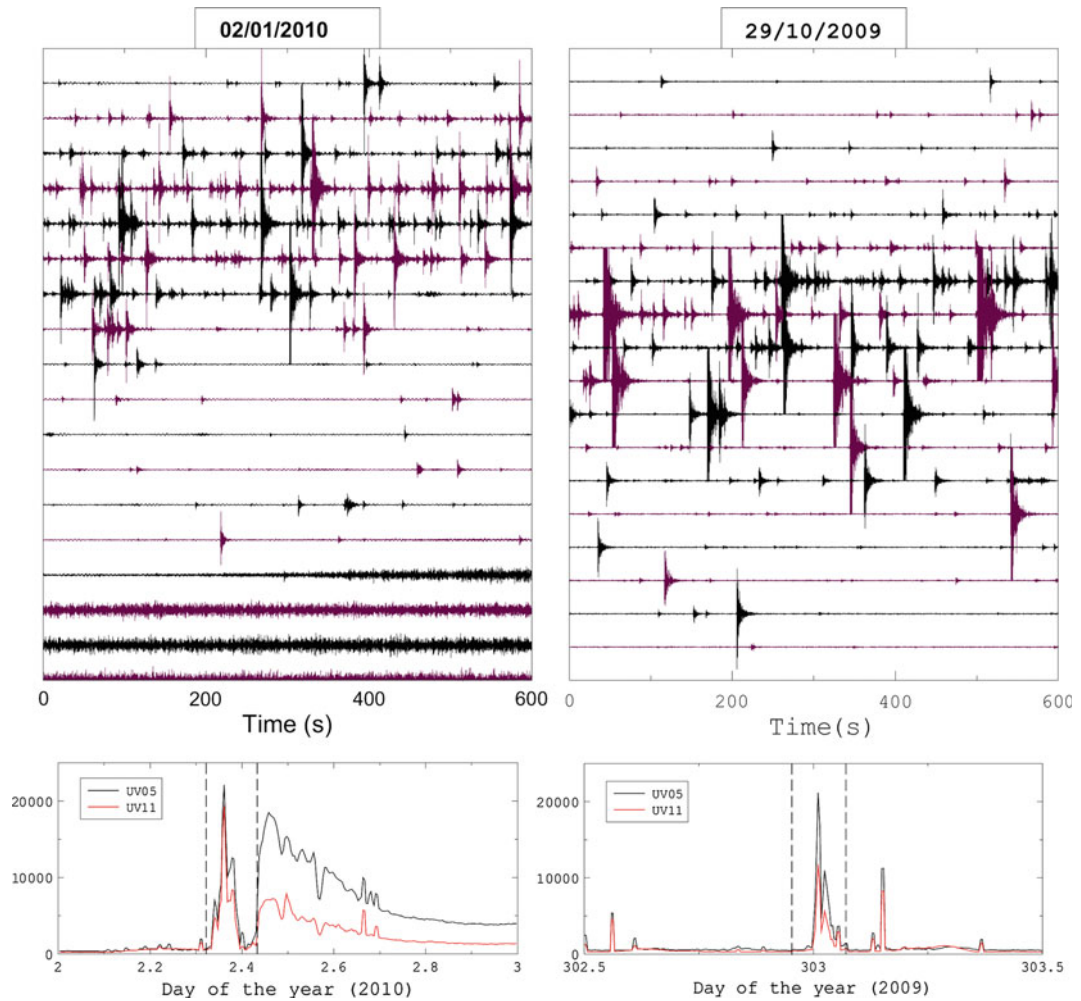 02/01/2010
29/10/2009
0 200 400 600
Time (s)
0 200 400 600
Time(s)
UV05
UV11
20000
10000
0
2 2.2 2.4 2.6 2.8 3
Day of the year (2010)
UV05
UV11
20000
10000
0
302.5 303 303.5
Day of the year (2009)